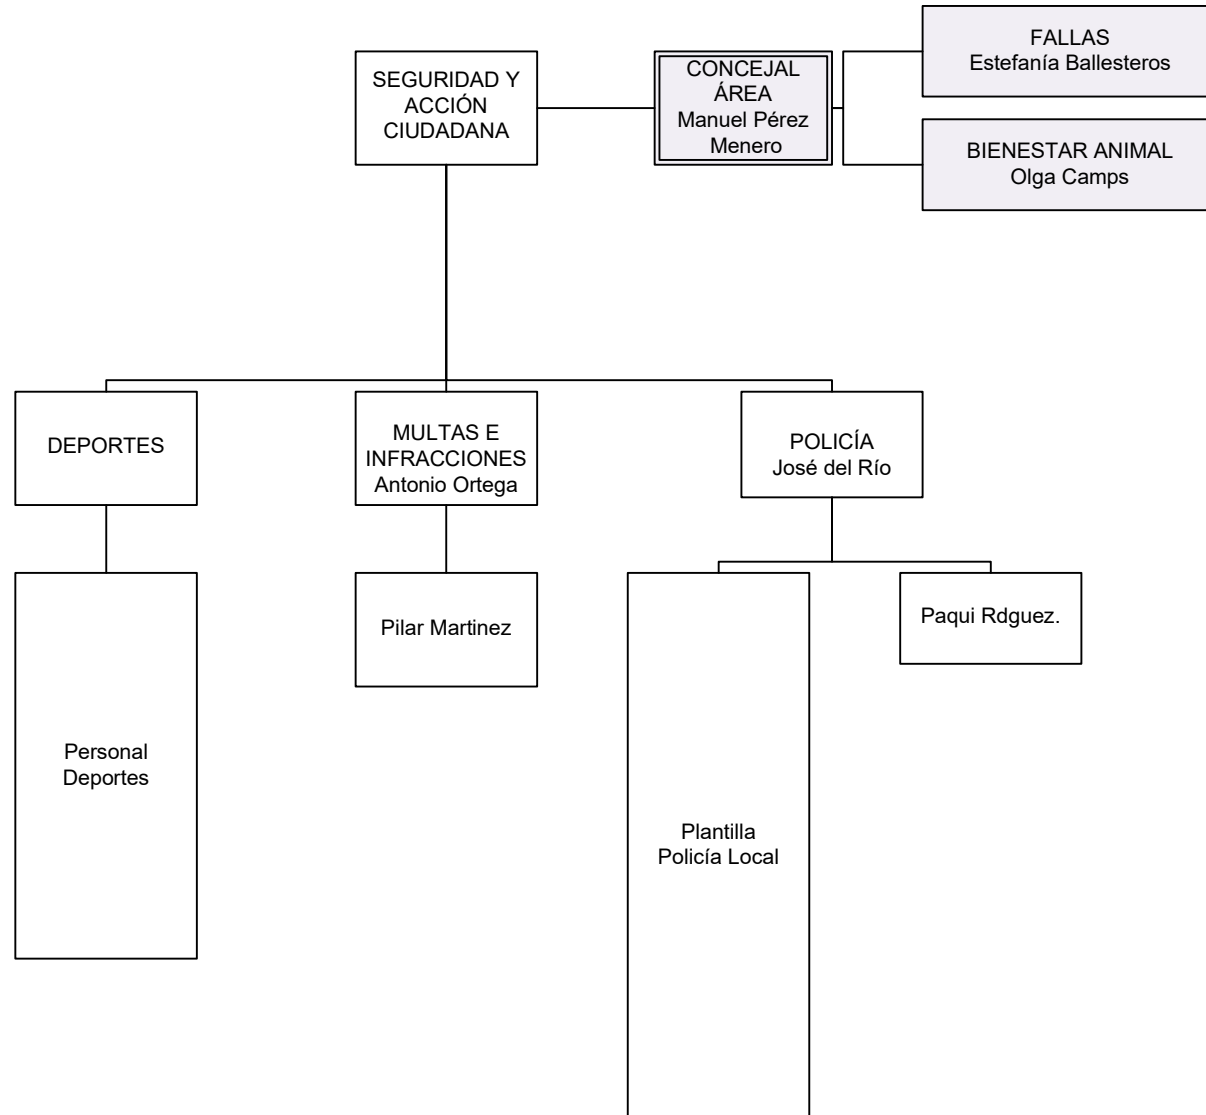 SEGURIDAD Y
ACCIÓN
CIUDADANA
CONCEJAL
ÁREA
Manuel Pérez
Menero
FALLAS
Estefanía Ballesteros
BIENESTAR ANIMAL
Olga Camps
DEPORTES
MULTAS E
INFRACCIONES
Antonio Ortega
POLICÍA
José del Río
Personal
Deportes
Pilar Martinez
Plantilla
Policía Local
Paqui Rdguez.